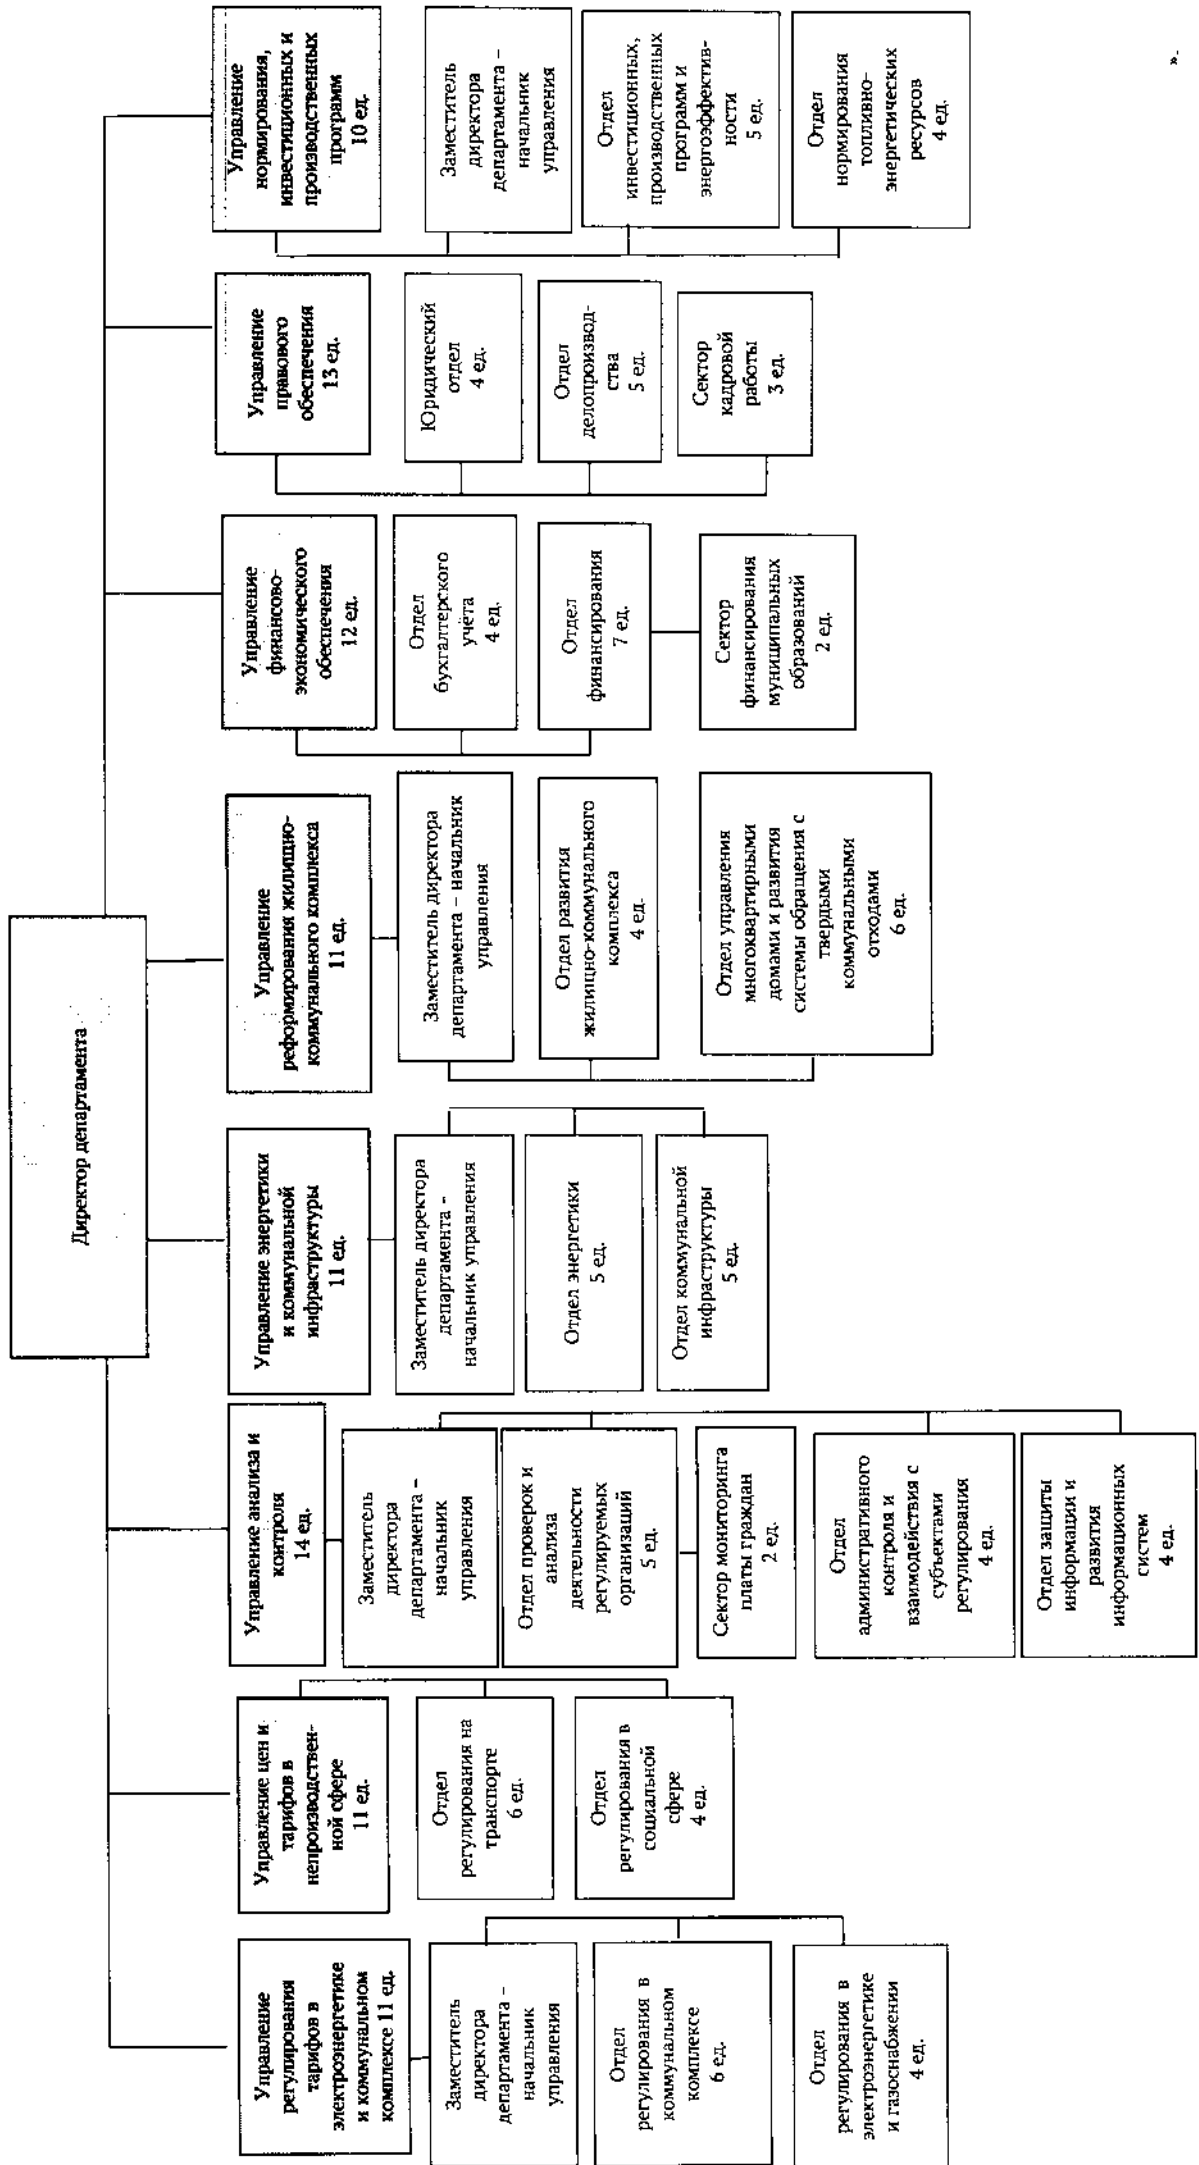 Директор департамента
Управление
регулирования
тарифов в
электроэнергетике
и коммунальном
комплексе 11 ед.
Заместитель
директора
департамента –
начальник
управления
Отдел
регулирования в
коммунальном
комплексе
6 ед.
Отдел
регулирования в
электроэнергетике
и газоснабжении
4 ед.
Управление цен и
тарифов в
непроизводствен-
ной сфере
11 ед.
Отдел
регулирования на
транспорте
6 ед.
Отдел
регулирования в
социальной
сфере
4 ед.
Управление анализа и
контроля
14 ед.
Заместитель
директора
департамента –
начальник
управления
Отдел проверок и
анализа
деятельности
регулируемых
организаций
5 ед.
Сектор мониторинга
платы граждан
2 ед.
Отдел
административного
контроля и
взаимодействия с
субъектами
регулирования
4 ед.
Отдел защиты
информации и
развития
информационных
систем
4 ед.
Управление энергетики
и коммунальной
инфраструктуры
11 ед.
Заместитель директора
департамента –
начальник управления
Отдел энергетики
5 ед.
Отдел коммунальной
инфраструктуры
5 ед.
Управление
реформирования жилищно-
коммунального комплекса
11 ед.
Заместитель директора
департамента – начальник
управления
Отдел развития
жилищно-коммунального
комплекса
4 ед.
Отдел управления
многоквартирными
домами и развития
системы обращения с
твердыми
коммунальными
отходами
6 ед.
Управление
финансово-
экономического
обеспечения
12 ед.
Отдел
бухгалтерского
учёта
4 ед.
Отдел
финансирования
7 ед.
Сектор
финансирования
муниципальных
образований
2 ед.
Управление
правового
обеспечения
13 ед.
Юридический
отдел
4 ед.
Отдел
делопроизвод-
ства
5 ед.
Сектор
кадровой
работы
3 ед.
Управление
нормирования,
инвестиционных и
производственных
программ
10 ед.
Заместитель
директора
департамента –
начальник
управления
Отдел
инвестиционных,
производственных
программ и
энергоэффектив-
ности
5 ед.
Отдел
нормирования
топливно-
энергетических
ресурсов
4 ед.
».